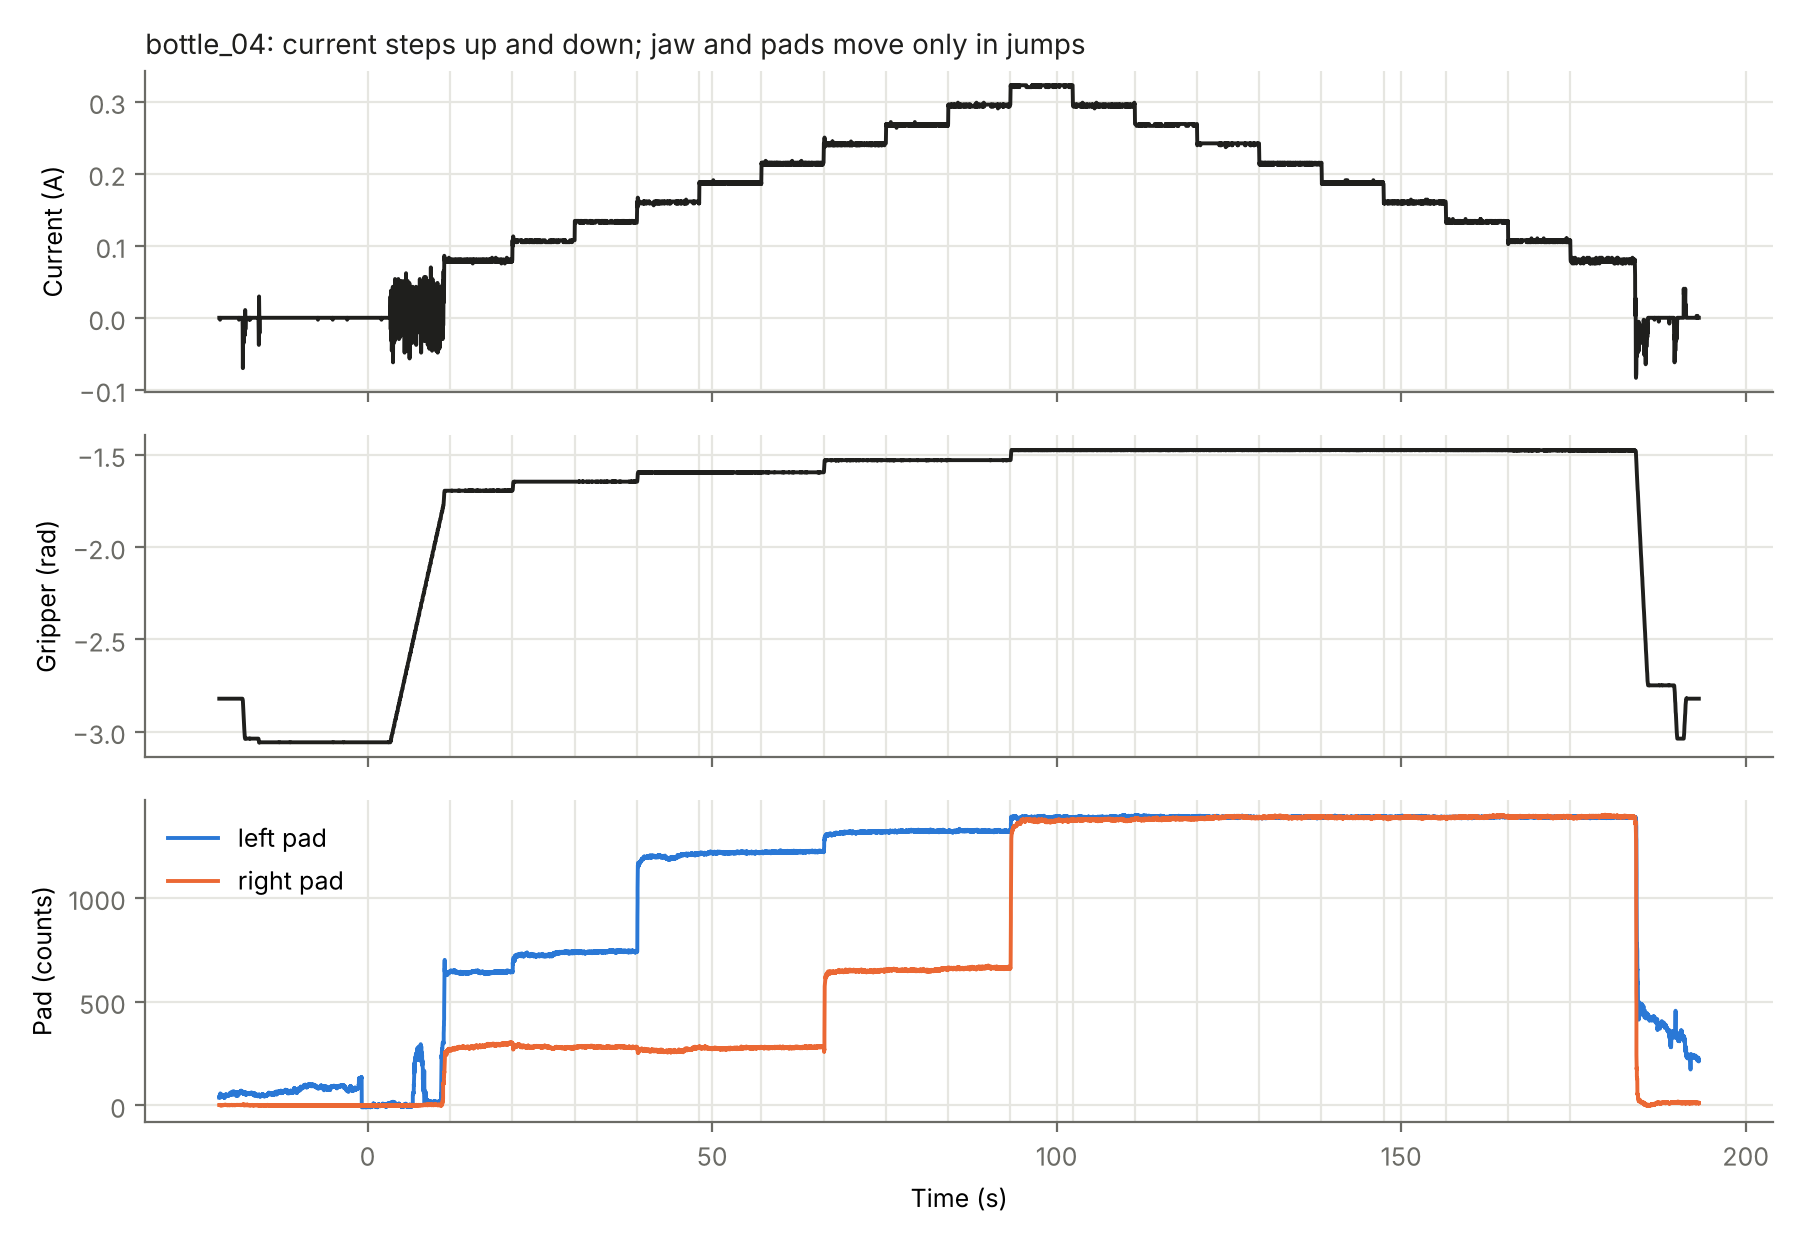 bottle_04: current steps up and down; jaw and pads move only in jumps
Current (A)
0.3
0.2
0.1
0.0
−0.1
Gripper (rad)
−1.5
−2.0
−2.5
−3.0
Pad (counts)
left pad
right pad
1000
500
0
0
50
100
150
200
Time (s)